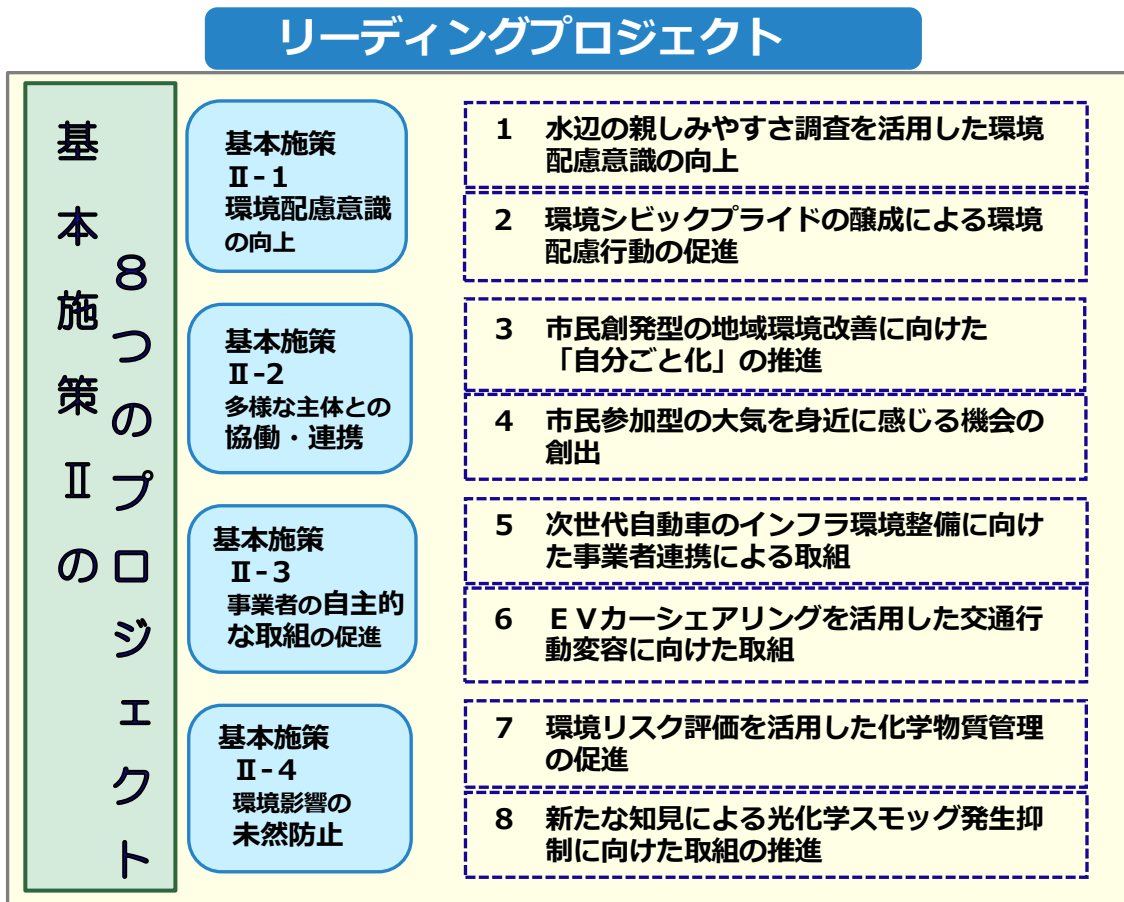 リーディングプロジェクト
基本施策Ⅱの
8つのプロジェクト
基本施策
Ⅱ-1
環境配慮意識
の向上
1 水辺の親しみやすさ調査を活用した環境
配慮意識の向上
2 環境シビックプライドの醸成による環境
配慮行動の促進
基本施策
Ⅱ-2
多様な主体との
協働・連携
3 市民創発型の地域環境改善に向けた
「自分ごと化」の推進
4 市民参加型の大気を身近に感じる機会の
創出
基本施策
Ⅱ-3
事業者の自主的
な取組の促進
5 次世代自動車のインフラ環境整備に向け
た事業者連携による取組
6 ＥＶカーシェアリングを活用した交通行
動変容に向けた取組
基本施策
Ⅱ-4
環境影響の
未然防止
7 環境リスク評価を活用した化学物質管理
の促進
8 新たな知見による光化学スモッグ発生抑
制に向けた取組の推進